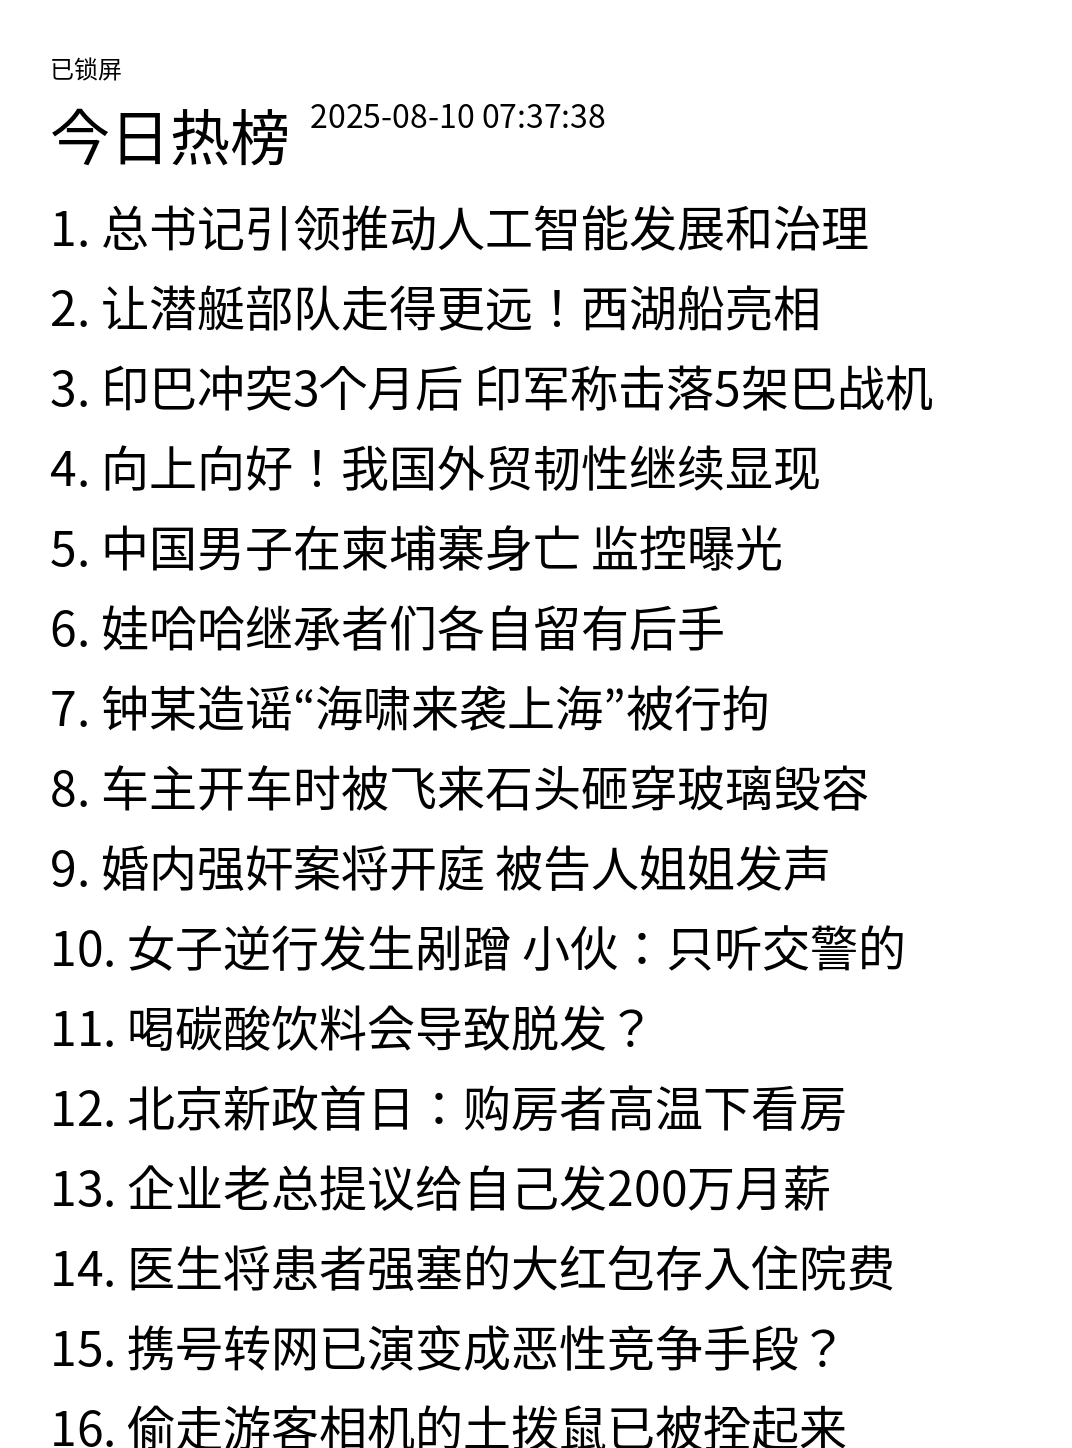 已锁屏
今日热榜 2025-08-10 07:37:38
1. 总书记引领推动人工智能发展和治理
2. 让潜艇部队走得更远！西湖船亮相
3. 印巴冲突3个月后 印军称击落5架巴战机
4. 向上向好！我国外贸韧性继续显现
5. 中国男子在柬埔寨身亡 监控曝光
6. 娃哈哈继承者们各自留有后手
7. 钟某造谣“海啸来袭上海”被行拘
8. 车主开车时被飞来石头砸穿玻璃毁容
9. 婚内强奸案将开庭 被告人姐姐发声
10. 女子逆行发生剐蹭 小伙：只听交警的
11. 喝碳酸饮料会导致脱发？
12. 北京新政首日：购房者高温下看房
13. 企业老总提议给自己发200万月薪
14. 医生将患者强塞的大红包存入住院费
15. 携号转网已演变成恶性竞争手段？
16. 偷走游客相机的土拨鼠已被拴起来